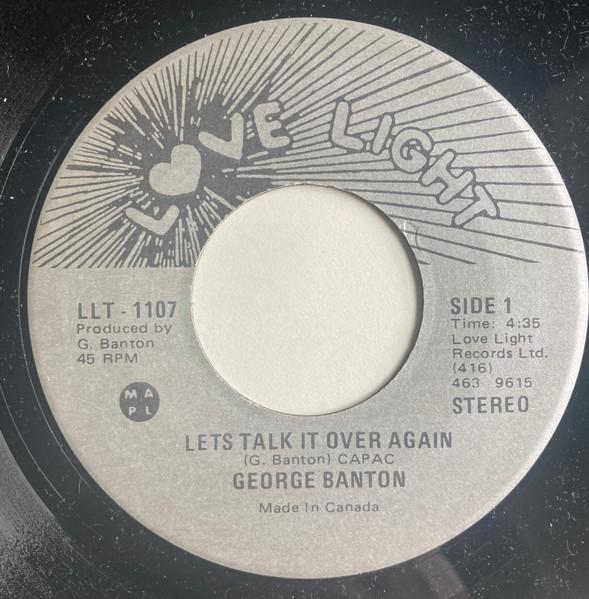 LOVE LIGHT
LLT - 1107
Produced by
G. Banton
45 RPM
MAPL
SIDE 1
Time: 4:35
Love Light
Records Ltd.
(416)
463 9615
STEREO
LETS TALK IT OVER AGAIN
(G. Banton) CAPAC
GEORGE BANTON
Made In Canada